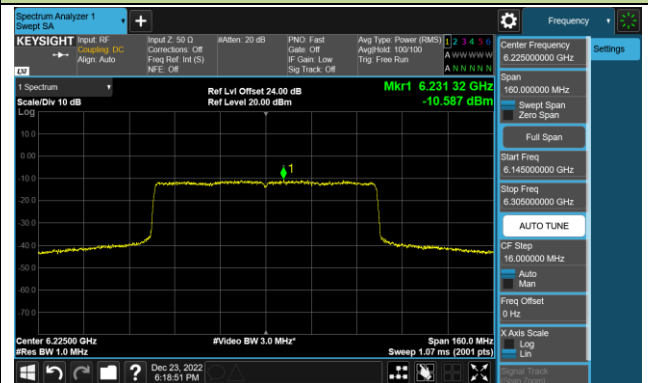 Spectrum Analyzer 1
Swept SA
Frequency
KEYSIGHT
Input: RF
Coupling: DC
Align: Auto
Input Z: 50 Ω
Corrections: Off
Freq Ref: Int (S)
NFE: Off
#Atten: 20 dB
PNO: Fast
Gate: Off
IF Gain: Low
Sig Track: Off
Avg Type: Power (RMS)
Avg|Hold: 100/100
Trig: Free Run
1 2 3 4 5 6
A W W W W W
A N N N N N
LXI
1 Spectrum
Scale/Div 10 dB
Log
Ref Lvl Offset 24.00 dB
Ref Level 20.00 dBm
Mkr1 6.231 32 GHz
-10.587 dBm
10.0
0.00
-10.0
-20.0
-30.0
-40.0
-50.0
-60.0
-70.0
1
Center 6.22500 GHz
#Res BW 1.0 MHz
#Video BW 3.0 MHz*
Span 160.0 MHz
Sweep 1.07 ms (2001 pts)
Dec 23, 2022
6:18:51 PM
Center Frequency
6.225000000 GHz
Settings
Span
160.000000 MHz
Swept Span
Zero Span
Full Span
Start Freq
6.145000000 GHz
Stop Freq
6.305000000 GHz
AUTO TUNE
CF Step
16.000000 MHz
Auto
Man
Freq Offset
0 Hz
X Axis Scale
Log
Lin
Signal Track
(Span Zoom)